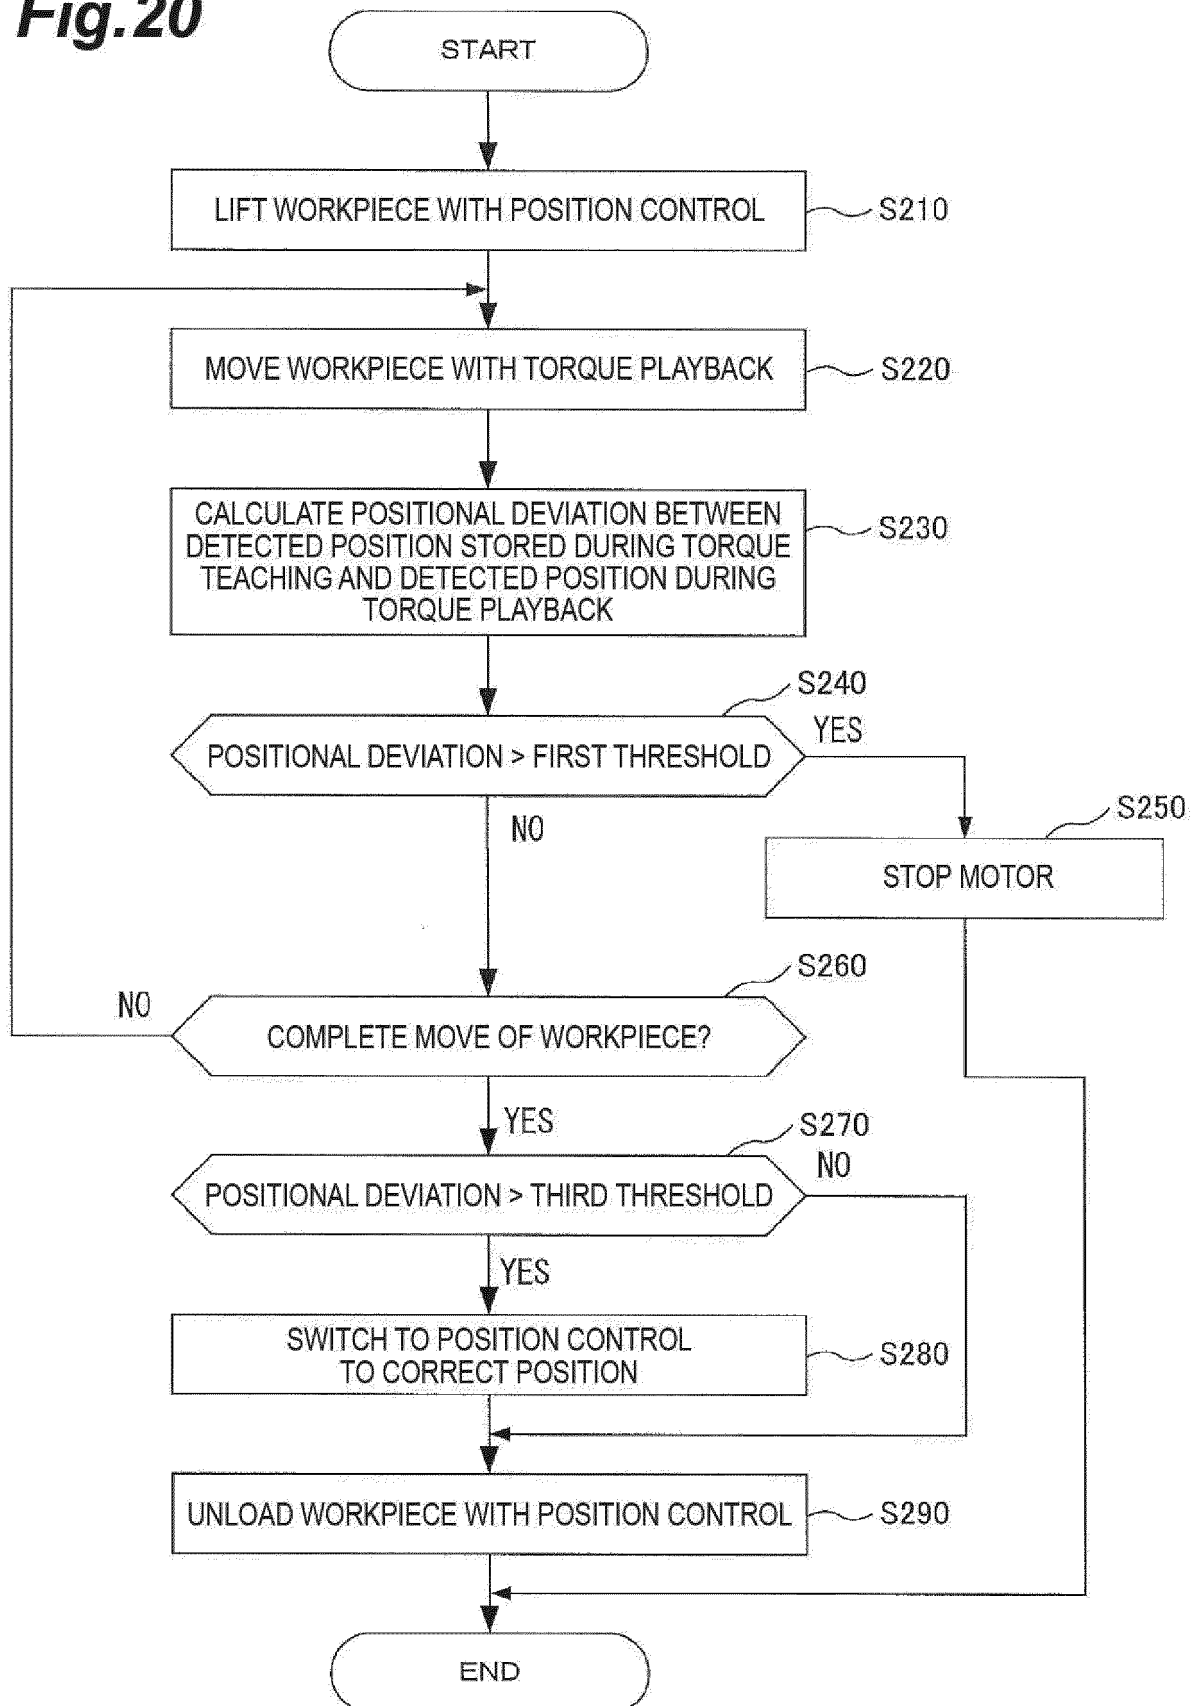 Fig.20
START
LIFT WORKPIECE WITH POSITION CONTROL
S210
MOVE WORKPIECE WITH TORQUE PLAYBACK
S220
CALCULATE POSITIONAL DEVIATION BETWEEN
DETECTED POSITION STORED DURING TORQUE
TEACHING AND DETECTED POSITION DURING
TORQUE PLAYBACK
S230
S240
POSITIONAL DEVIATION > FIRST THRESHOLD
YES
NO
S250
STOP MOTOR
S260
NO
COMPLETE MOVE OF WORKPIECE?
YES
S270
POSITIONAL DEVIATION > THIRD THRESHOLD
NO
YES
SWITCH TO POSITION CONTROL
TO CORRECT POSITION
S280
UNLOAD WORKPIECE WITH POSITION CONTROL
S290
END